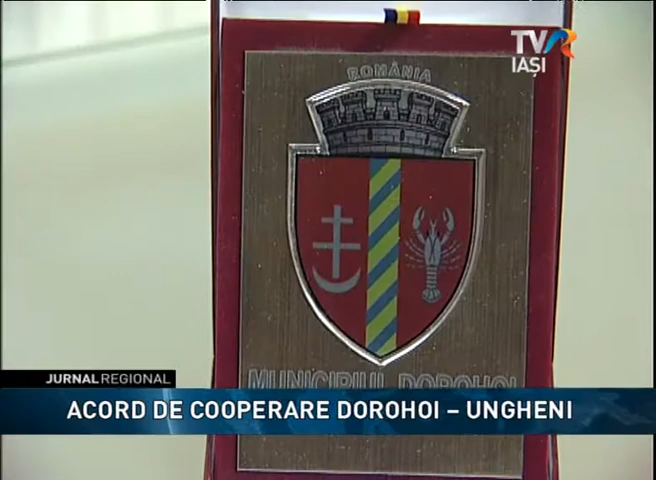 TVR
IAȘI
ROMÂNIA
MUNICIPIUL DOROHOI
JURNAL REGIONAL
ACORD DE COOPERARE DOROHOI – UNGHENI